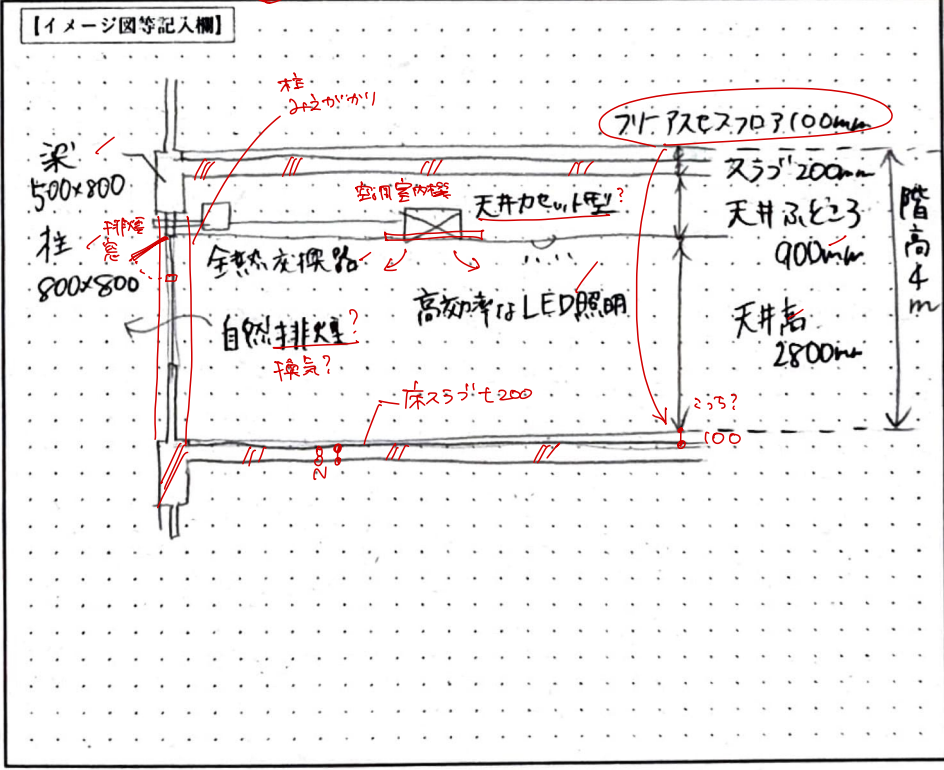 【イメージ図等記入欄】
柱
みえがかり
フリーアクセスフロア100mm
梁
500×800
スラブ 200mm
空調室内機
天井カセット型?
天井ふところ
900mm
階高4m
排煙窓
柱
800×800
全熱交換器
高効率なLED照明
天井高
2800mm
自然排煙?
換気?
床スラブt200
こっち?
100
200